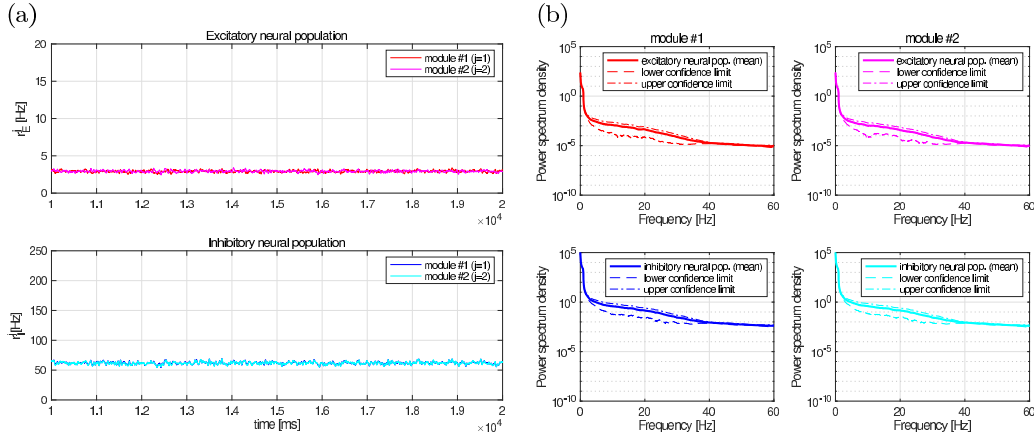 (a)
Excitatory neural population
module #1 (j=1)
module #2 (j=2)
r_E^j [Hz]
20
15
10
5
0
1 1.1 1.2 1.3 1.4 1.5 1.6 1.7 1.8 1.9 2
× 10^4
Inhibitory neural population
module #1 (j=1)
module #2 (j=2)
r_I^j [Hz]
250
200
150
100
50
0
1 1.1 1.2 1.3 1.4 1.5 1.6 1.7 1.8 1.9 2
time [ms]
× 10^4
(b)
module #1
excitatory neural pop. (mean)
lower confidence limit
upper confidence limit
Power spectrum density
10^5
10^0
10^-5
10^-10
0 20 40 60
Frequency [Hz]
module #2
excitatory neural pop. (mean)
lower confidence limit
upper confidence limit
Power spectrum density
10^5
10^0
10^-5
10^-10
0 20 40 60
Frequency [Hz]
inhibitory neural pop. (mean)
lower confidence limit
upper confidence limit
Power spectrum density
10^5
10^0
10^-5
10^-10
0 20 40 60
Frequency [Hz]
inhibitory neural pop. (mean)
lower confidence limit
upper confidence limit
Power spectrum density
10^5
10^0
10^-5
10^-10
0 20 40 60
Frequency [Hz]